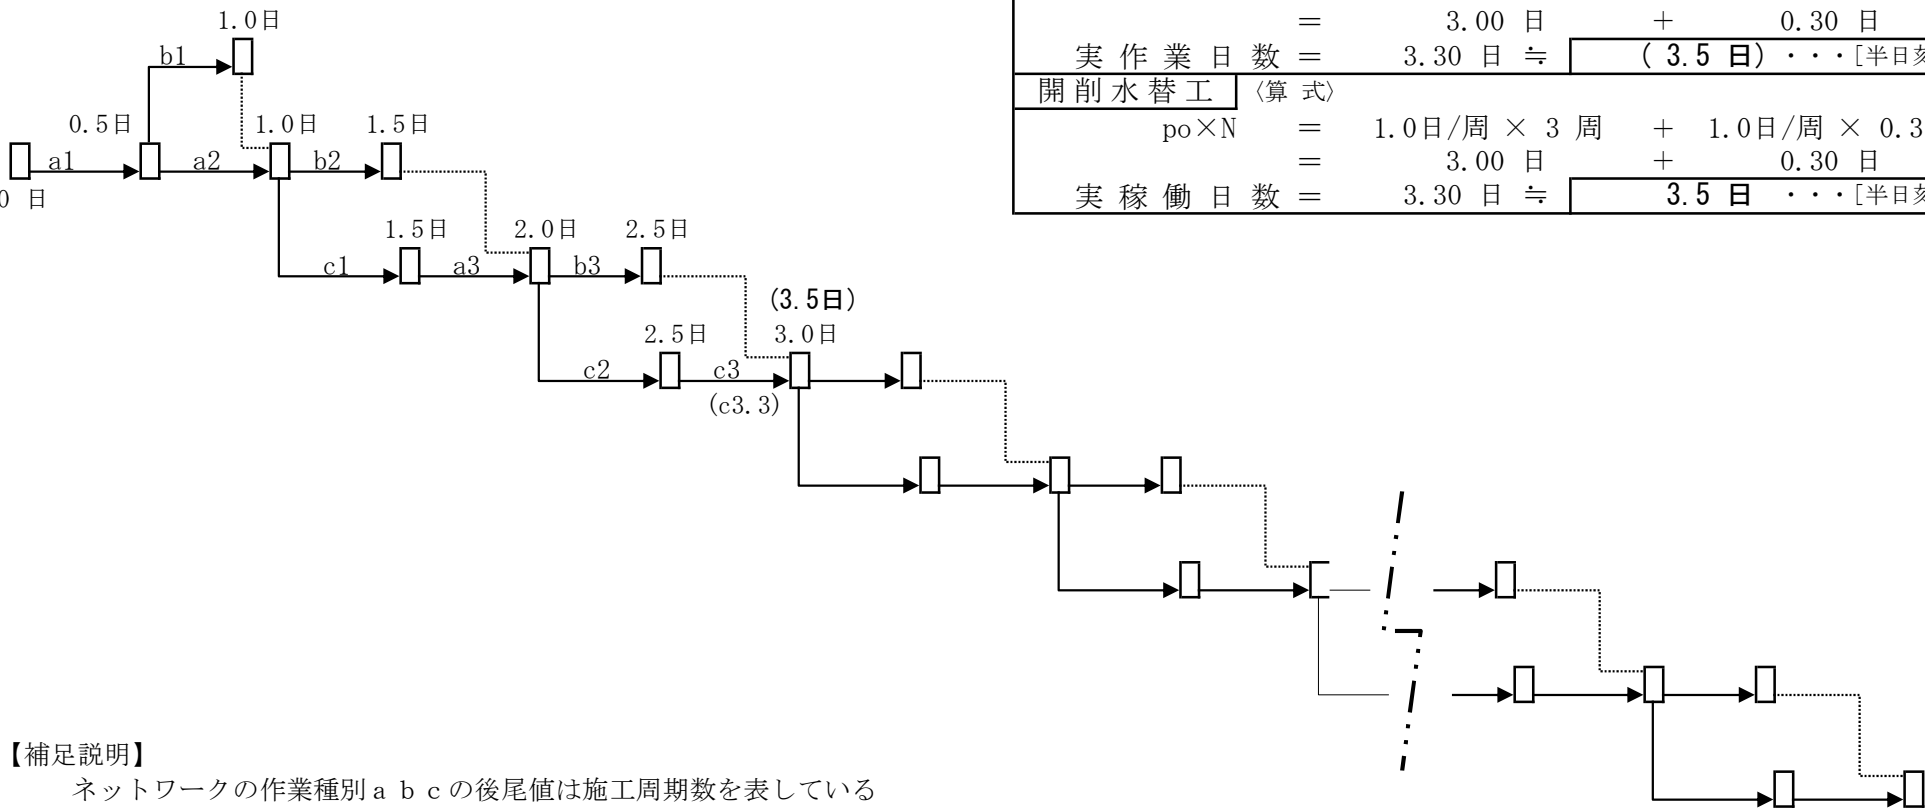 = 3.00 日 + 0.30 日
実 作 業 日 数 = 3.30 日 ≒ ( 3.5 日) ・・・[半日
開 削 水 替 工 〈算 式〉
po×N = 1.0日/周 × 3 周 + 1.0日/周 × 0.3
= 3.00 日 + 0.30 日
実 稼 働 日 数 = 3.30 日 ≒ 3.5 日 ・・・[半日
1.0日
b1
0.5日 1.0日 1.5日
a1 a2 b2
0 日
1.5日 2.0日 2.5日
c1 a3 b3
(3.5日)
2.5日 3.0日
c2 c3
(c3.3)
【補足説明】
ネットワークの作業種別ａｂｃの後尾値は施工周期数を表している